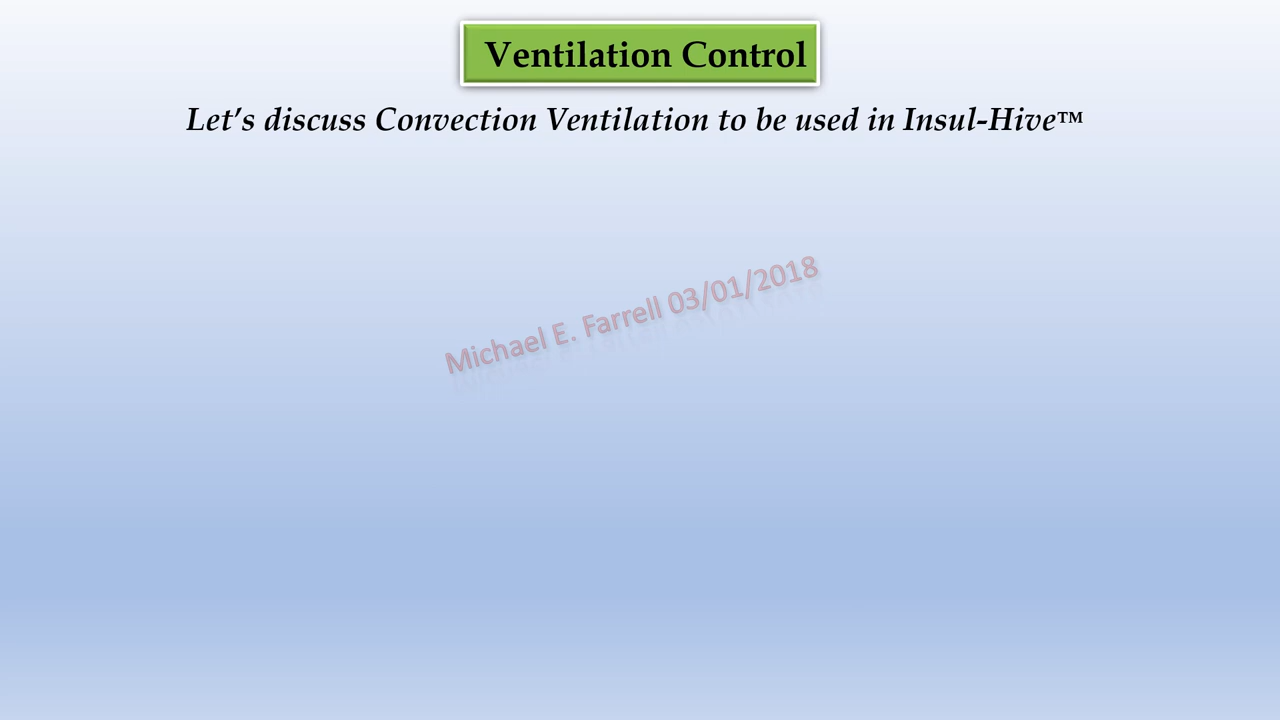 Ventilation Control
Let’s discuss Convection Ventilation to be used in Insul-Hive™
Michael E. Farrell 03/01/2018